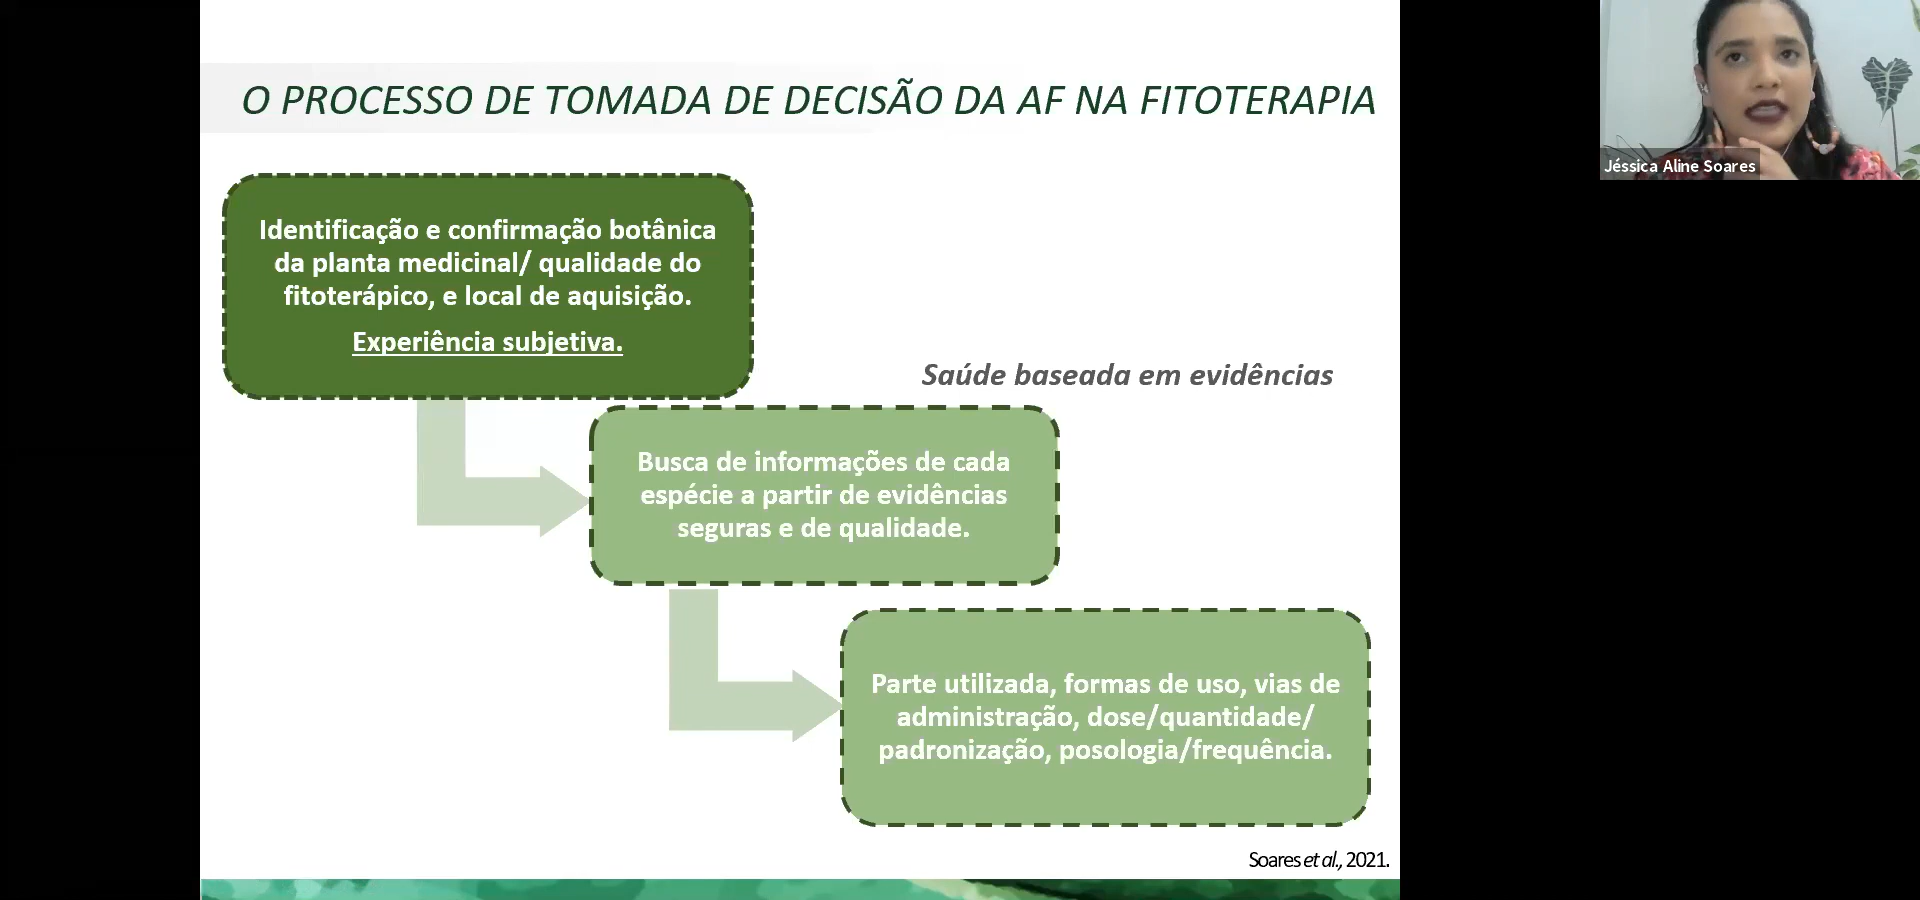 O PROCESSO DE TOMADA DE DECISÃO DA AF NA FITOTERAPIA
Jéssica Aline Soares
Identificação e confirmação botânica
da planta medicinal/ qualidade do
fitoterápico, e local de aquisição.
Experiência subjetiva.
Saúde baseada em evidências
Busca de informações de cada
espécie a partir de evidências
seguras e de qualidade.
Parte utilizada, formas de uso, vias de
administração, dose/quantidade/
padronização, posologia/frequência.
Soares et al., 2021.